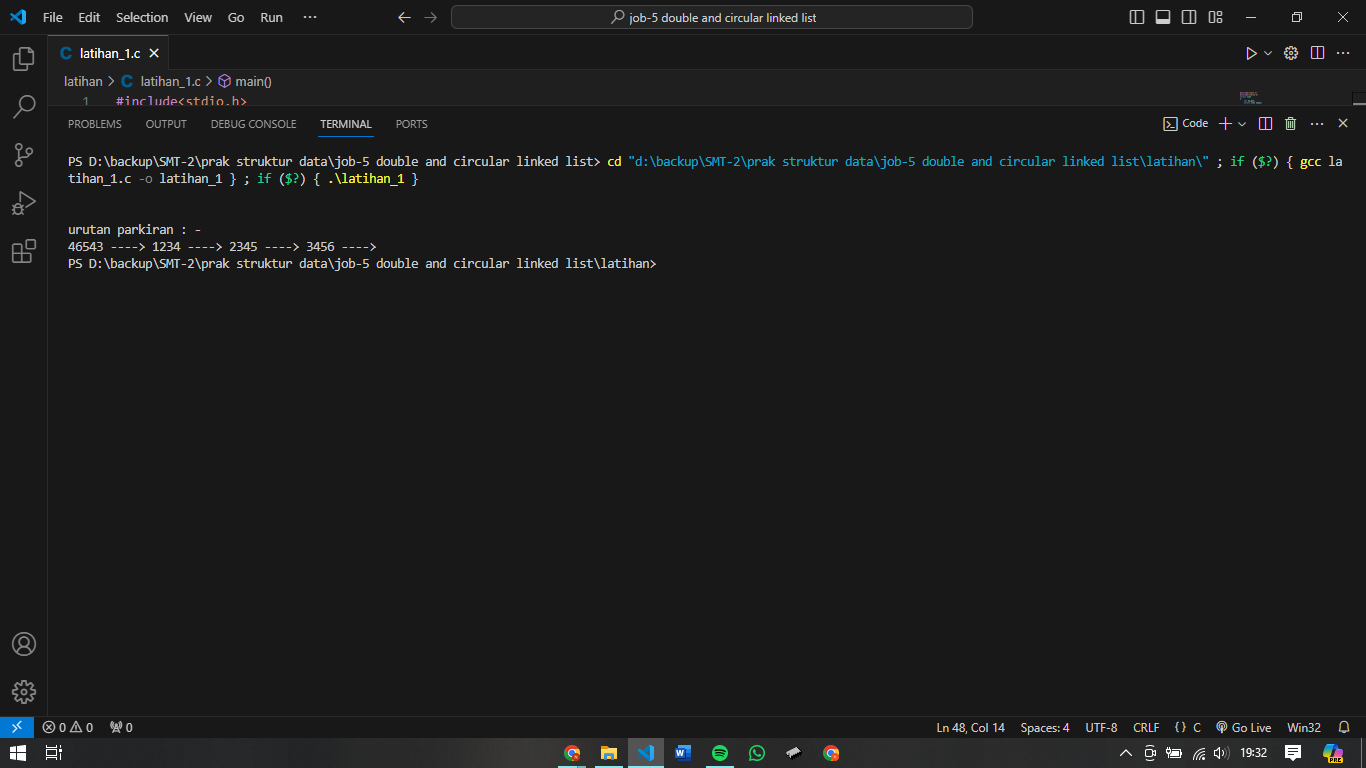 File Edit Selection View Go Run ··· job-5 double and circular linked list
latihan_1.c
latihan > C latihan_1.c > main()
1 #include<stdio.h>
PROBLEMS OUTPUT DEBUG CONSOLE TERMINAL PORTS Code
PS D:\backup\SMT-2\prak struktur data\job-5 double and circular linked list> cd "d:\backup\SMT-2\prak struktur data\job-5 double and circular linked list\latihan\" ; if ($?) { gcc la
tihan_1.c -o latihan_1 } ; if ($?) { .\latihan_1 }
urutan parkiran : -
46543 ----> 1234 ----> 2345 ----> 3456 ---->
PS D:\backup\SMT-2\prak struktur data\job-5 double and circular linked list\latihan>
0 0 0 Ln 48, Col 14 Spaces: 4 UTF-8 CRLF {} C Go Live Win32
19:32
PRE